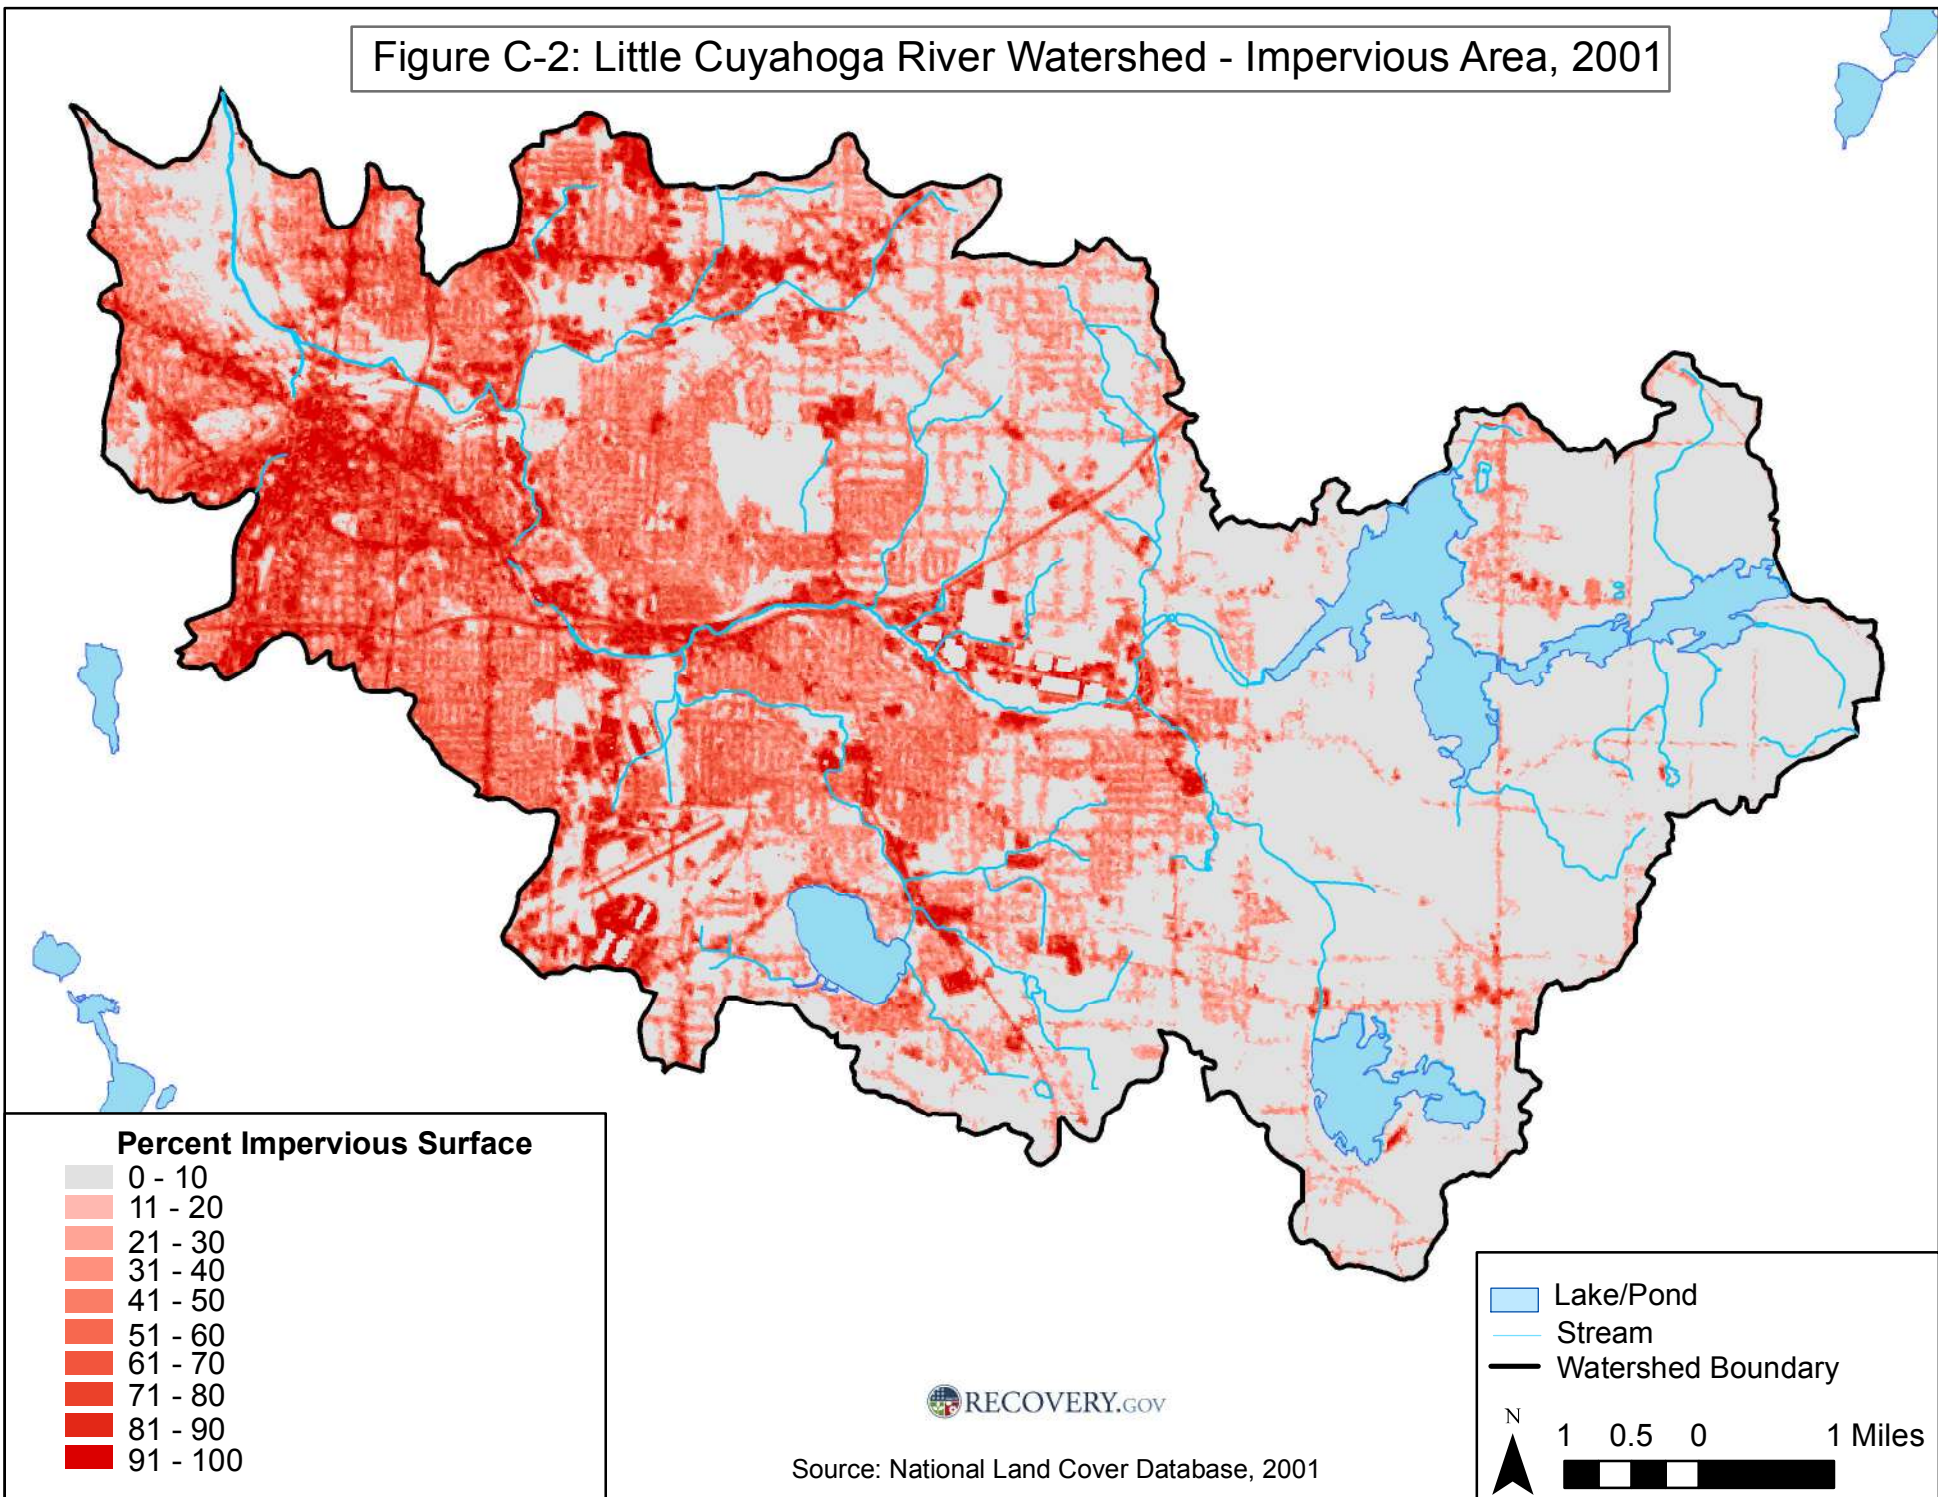 Figure C-2: Little Cuyahoga River Watershed - Impervious Area, 2001
Percent Impervious Surface
0 - 10
11 - 20
21 - 30
31 - 40
41 - 50
51 - 60
61 - 70
71 - 80
81 - 90
91 - 100
RECOVERY.GOV
Source: National Land Cover Database, 2001
Lake/Pond
Stream
Watershed Boundary
N
1 0.5 0 1 Miles